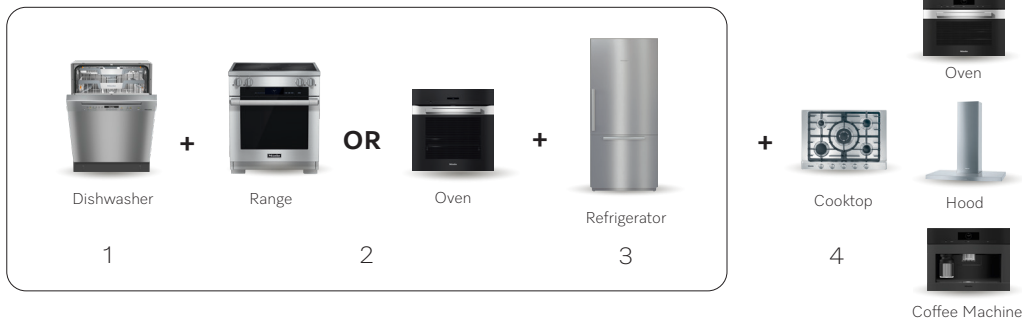 Oven
+
OR
+
+
Dishwasher
Range
Oven
Refrigerator
Cooktop
Hood
1
2
3
4
Coffee Machine